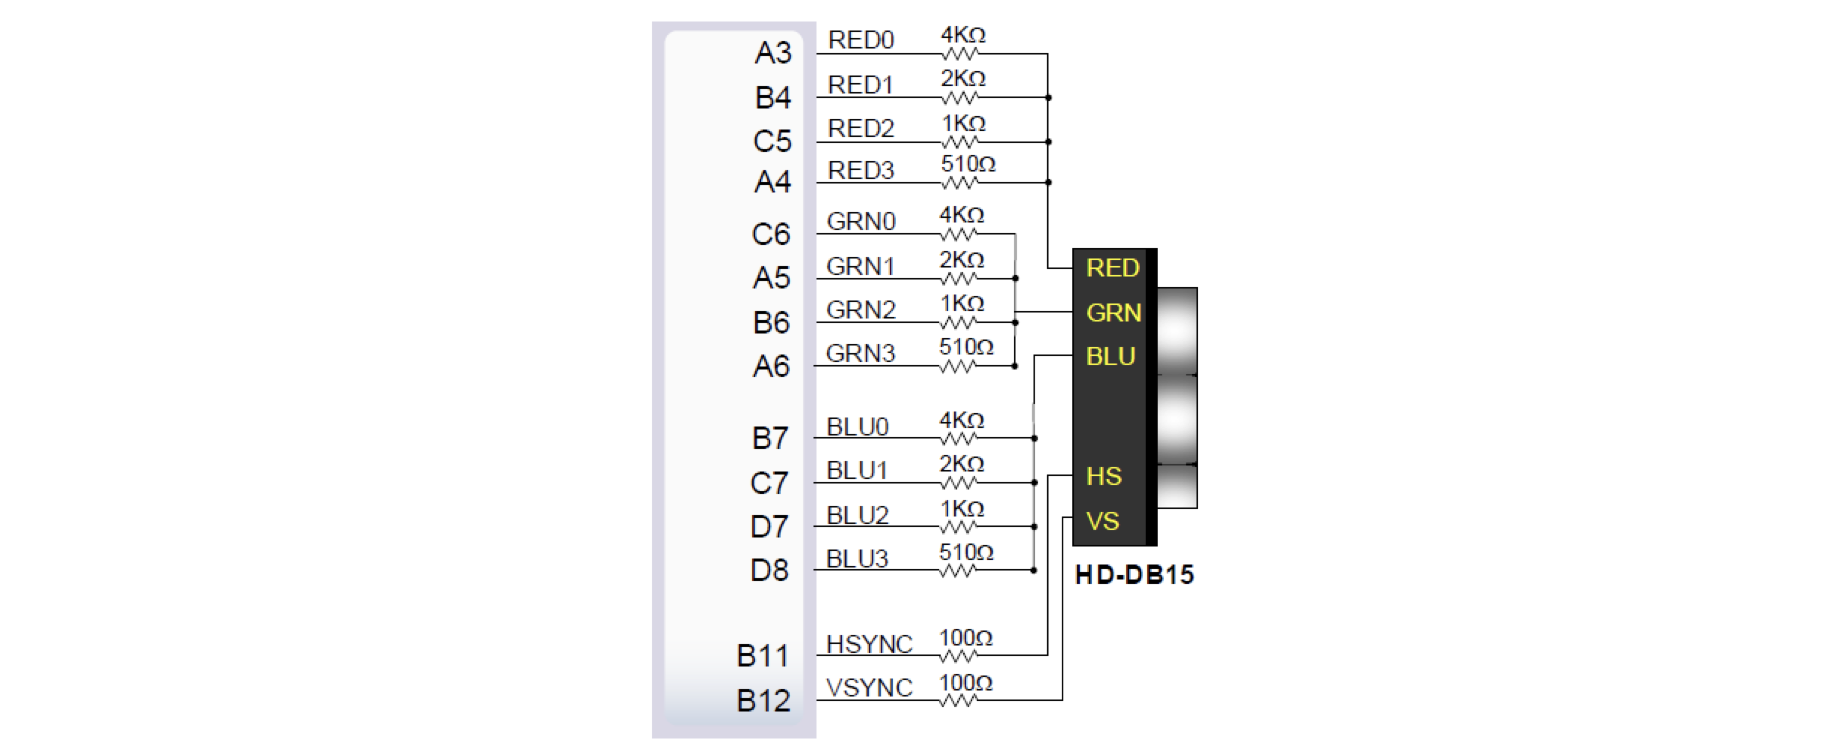 A3 RED0 4KΩ
B4 RED1 2KΩ
C5 RED2 1KΩ
A4 RED3 510Ω
C6 GRN0 4KΩ
A5 GRN1 2KΩ
B6 GRN2 1KΩ
A6 GRN3 510Ω
B7 BLU0 4KΩ
C7 BLU1 2KΩ
D7 BLU2 1KΩ
D8 BLU3 510Ω
B11 HSYNC 100Ω
B12 VSYNC 100Ω
RED
GRN
BLU
HS
VS
HD-DB15